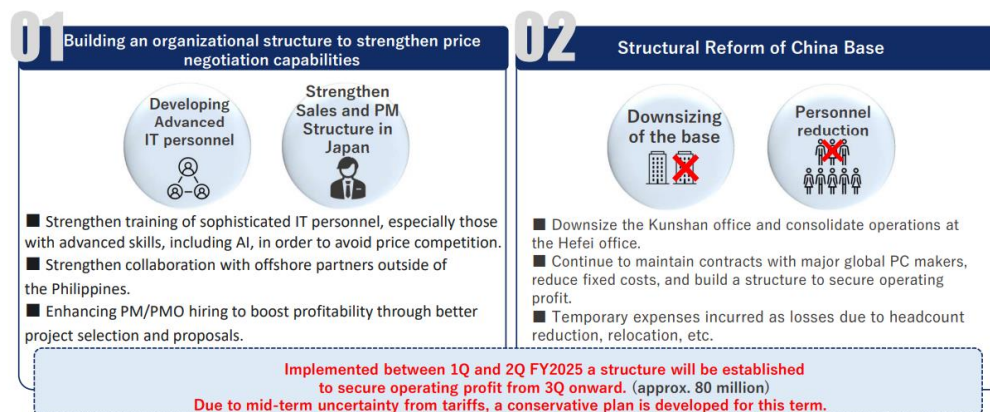 01
Building an organizational structure to strengthen price
negotiation capabilities
Developing
Advanced
IT personnel
Strengthen
Sales and PM
Structure in
Japan
■ Strengthen training of sophisticated IT personnel, especially those
with advanced skills, including AI, in order to avoid price competition.
■ Strengthen collaboration with offshore partners outside of
the Philippines.
■ Enhancing PM/PMO hiring to boost profitability through better
project selection and proposals.
02
Structural Reform of China Base
Downsizing
of the base
Personnel
reduction
■ Downsize the Kunshan office and consolidate operations at
the Hefei office.
■ Continue to maintain contracts with major global PC makers,
reduce fixed costs, and build a structure to secure operating
profit.
■ Temporary expenses incurred as losses due to headcount
reduction, relocation, etc.
Implemented between 1Q and 2Q FY2025 a structure will be established
to secure operating profit from 3Q onward. (approx. 80 million)
Due to mid-term uncertainty from tariffs, a conservative plan is developed for this term.